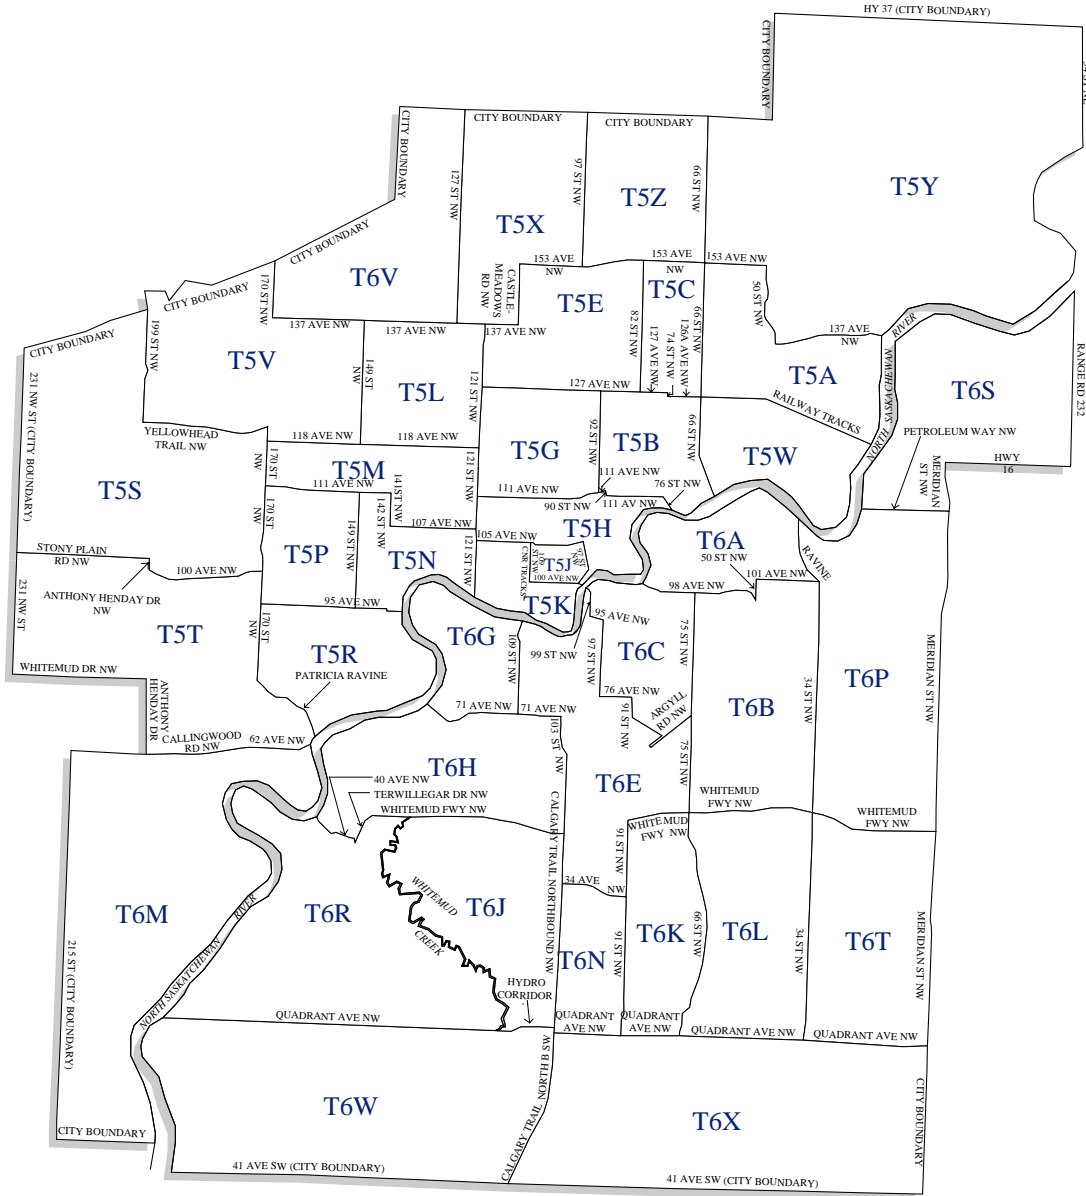 HY 37 (CITY BOUNDARY)
CITY BOUNDARY
CITY BOUNDARY
CITY BOUNDARY
CITY BOUNDARY
127 ST NW
97 ST NW
66 ST NW
T5Y
T5Z
T5X
CITY BOUNDARY
153 AVE
NW
153 AVE
NW
153 AVE NW
T6V
CASTLE-
MEADOWS
RD NW
T5E
T5C
170 ST NW
CITY BOUNDARY
50 ST NW
82 ST NW
66 ST NW
137 AVE NW
137 AVE NW
137 AVE NW
137 AVE
NW
RIVER
NORTH SASKATCHEWAN
CITY BOUNDARY
199 ST NW
T5V
149 ST
NW
T5L
121 ST NW
127 AVE NW
74 ST NW
126A AVE NW
T5A
T6S
RANGE RD 232
231 NW ST (CITY BOUNDARY)
127 AVE NW
RAILWAY TRACKS
YELLOWHEAD
TRAIL NW
118 AVE NW
118 AVE NW
92 ST NW
T5B
66 ST NW
PETROLEUM WAY NW
T5G
T5W
HWY
16
MERIDIAN
ST NW
170 ST
NW
T5M
121 ST NW
111 AVE NW
76 ST NW
T5S
111 AVE NW
141 ST NW
111 AVE NW
90 ST NW
111 AV NW
170 ST
NW
149 ST NW
142 ST NW
107 AVE NW
T5H
T6A
105 AVE NW
STONY PLAIN
RD NW
T5P
T5N
121 ST NW
CNR TRACKS
109
ST NW
T5J
97 ST
NW
50 ST NW
RAVINE
100 AVE NW
100 AVE NW
98 AVE NW
101 AVE NW
231 NW ST
ANTHONY HENDAY DR
NW
95 AVE NW
T5K
95 AVE NW
T5T
170 ST
NW
T6G
109 ST NW
99 ST NW
97 ST NW
T6C
75 ST NW
T5R
PATRICIA RAVINE
WHITEMUD DR NW
76 AVE NW
T6P
MERIDIAN ST NW
34 ST NW
ANTHONY
HENDAY DR
71 AVE NW
71 AVE NW
91 ST NW
ARGYLL
RD NW
T6B
CALLINGWOOD
RD NW
62 AVE NW
103 ST NW
75 ST NW
T6H
40 AVE NW
TERWILLEGAR DR NW
WHITEMUD FWY NW
T6E
WHITEMUD
FWY NW
WHITEMUD
FWY NW
WHITEMUD
FWY NW
91 ST NW
CALGARY TRAIL NORTHBOUND NW
34 AVE
NW
WHITEMUD
CREEK
T6M
NORTH SASKATCHEWAN
RIVER
T6R
T6J
T6K
66 ST NW
T6L
34 ST NW
T6T
MERIDIAN ST NW
215 ST (CITY BOUNDARY)
T6N
91 ST NW
HYDRO
CORRIDOR
QUADRANT AVE NW
QUADRANT
AVE NW
QUADRANT
AVE NW
QUADRANT AVE NW
QUADRANT AVE NW
CALGARY TRAIL NORTH B SW
T6W
T6X
CITY BOUNDARY
CITY BOUNDARY
41 AVE SW (CITY BOUNDARY)
41 AVE SW (CITY BOUNDARY)